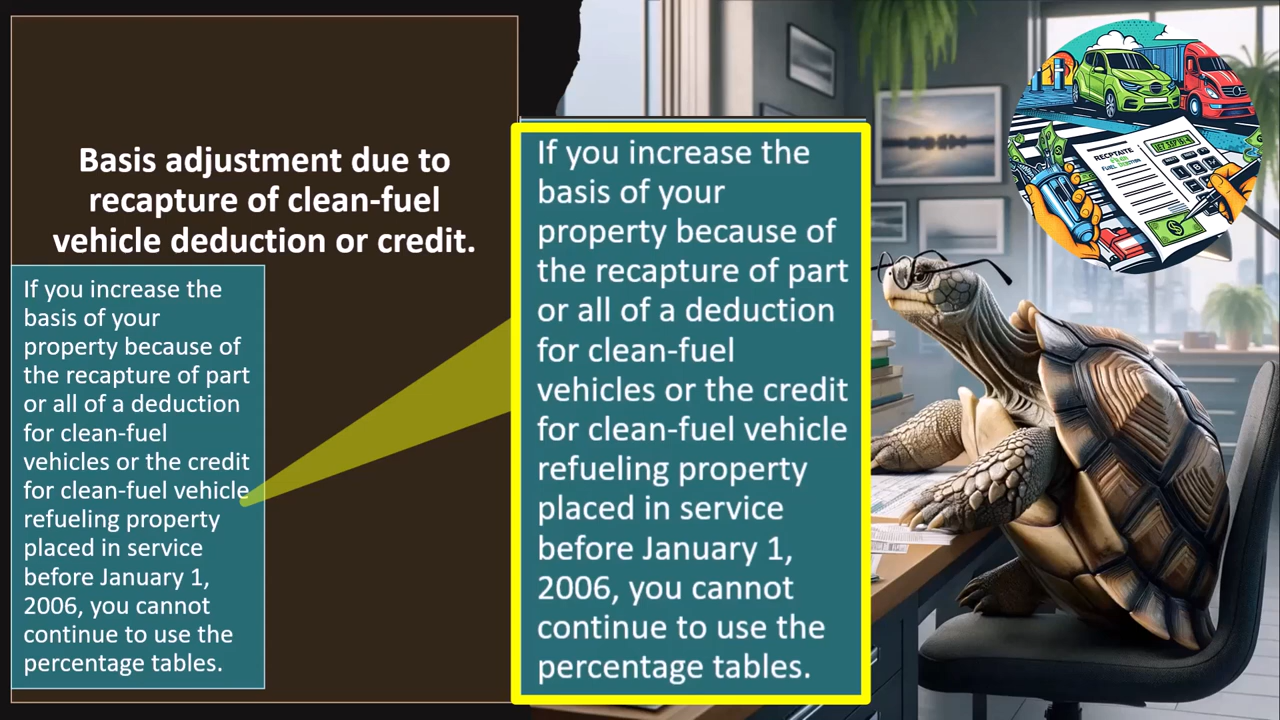 Basis adjustment due to
recapture of clean-fuel
vehicle deduction or credit.
If you increase the
basis of your
property because of
the recapture of part
or all of a deduction
for clean-fuel
vehicles or the credit
for clean-fuel vehicle
refueling property
placed in service
before January 1,
2006, you cannot
continue to use the
percentage tables.
If you increase the
basis of your
property because of
the recapture of part
or all of a deduction
for clean-fuel
vehicles or the credit
for clean-fuel vehicle
refueling property
placed in service
before January 1,
2006, you cannot
continue to use the
percentage tables.